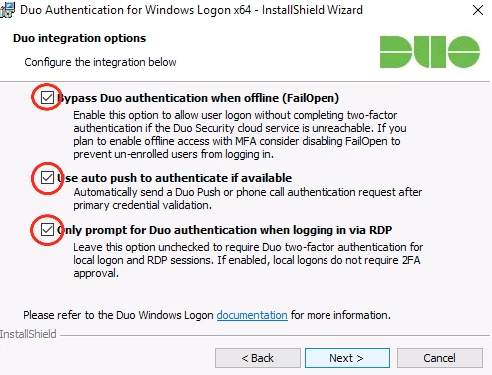 Duo Authentication for Windows Logon x64 - InstallShield Wizard
Duo integration options
Configure the integration below
DUO
Bypass Duo authentication when offline (FailOpen)
Enable this option to allow user logon without completing two-factor
authentication if the Duo Security cloud service is unreachable. If you
plan to enable offline access with MFA consider disabling FailOpen to
prevent un-enrolled users from logging in.
Use auto push to authenticate if available
Automatically send a Duo Push or phone call authentication request after
primary credential validation.
Only prompt for Duo authentication when logging in via RDP
Leave this option unchecked to require Duo two-factor authentication for
local logon and RDP sessions. If enabled, local logons do not require 2FA
approval.
Please refer to the Duo Windows Logon documentation for more information.
InstallShield
< Back Next > Cancel